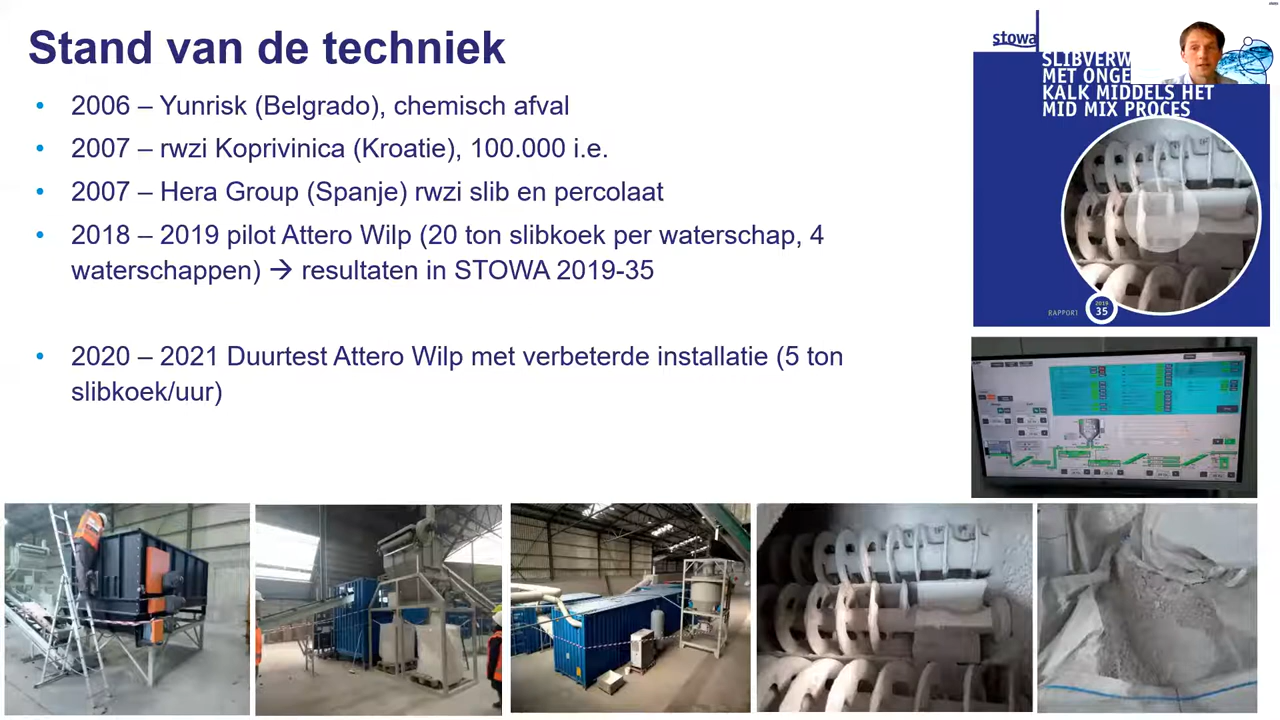 Stand van de techniek
• 2006 – Yunrisk (Belgrado), chemisch afval
• 2007 – rwzi Koprivinica (Kroatie), 100.000 i.e.
• 2007 – Hera Group (Spanje) rwzi slib en percolaat
• 2018 – 2019 pilot Attero Wilp (20 ton slibkoek per waterschap, 4
waterschappen) → resultaten in STOWA 2019-35
• 2020 – 2021 Duurtest Attero Wilp met verbeterde installatie (5 ton
slibkoek/uur)
stowa
SLIBVERW
MET ONGE
KALK MIDDELS HET
MID MIX PROCES
RAPPORT
2019
35